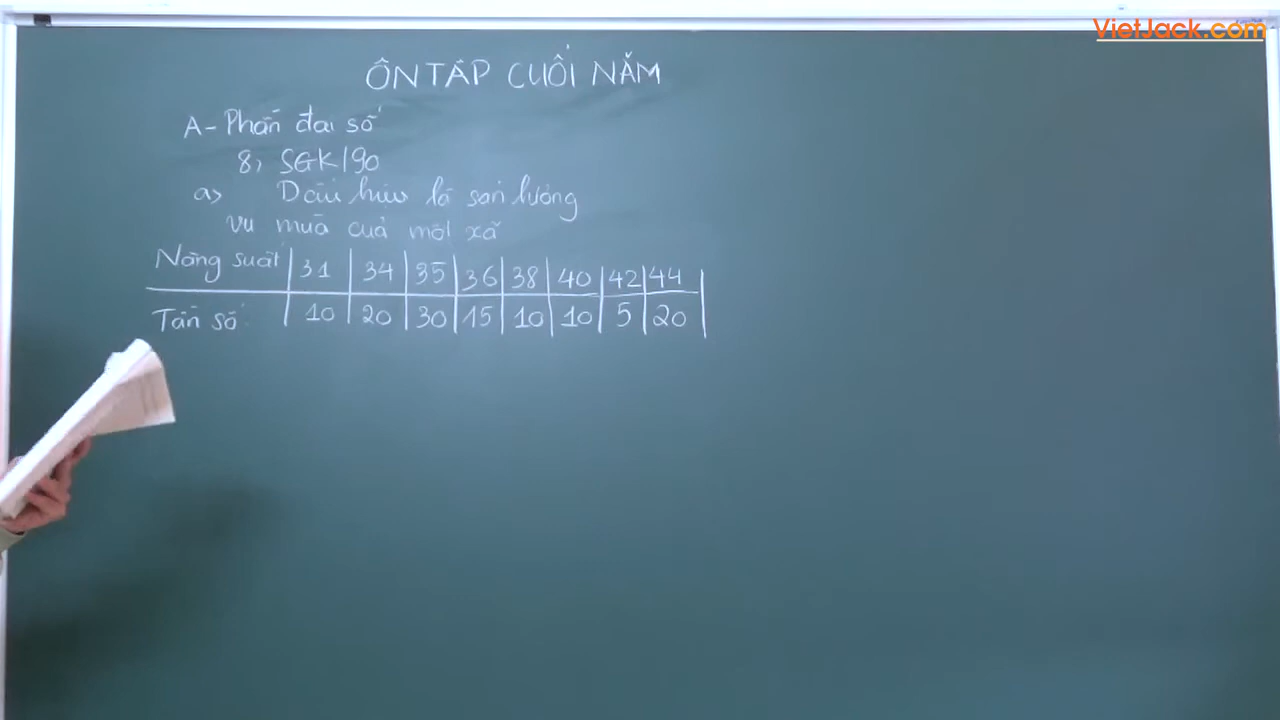 VietJack.com
ÔN TẬP CUỐI NĂM
A - Phần đại số
8, SGK/90
a, Dấu hiệu là sản lượng
vụ mùa của một xã
Năng suất | 31 | 34 | 35 | 36 | 38 | 40 | 42 | 44 |
Tần số | 10 | 20 | 30 | 15 | 10 | 10 | 5 | 20 |